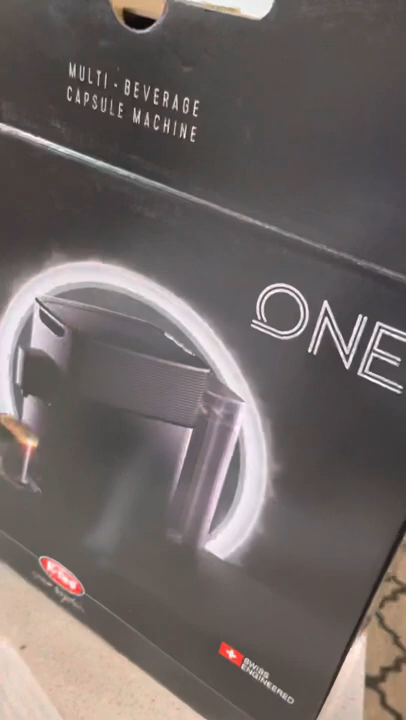 MULTI - BEVERAGE
CAPSULE MACHINE
ONE
SWISS
ENGINEERED